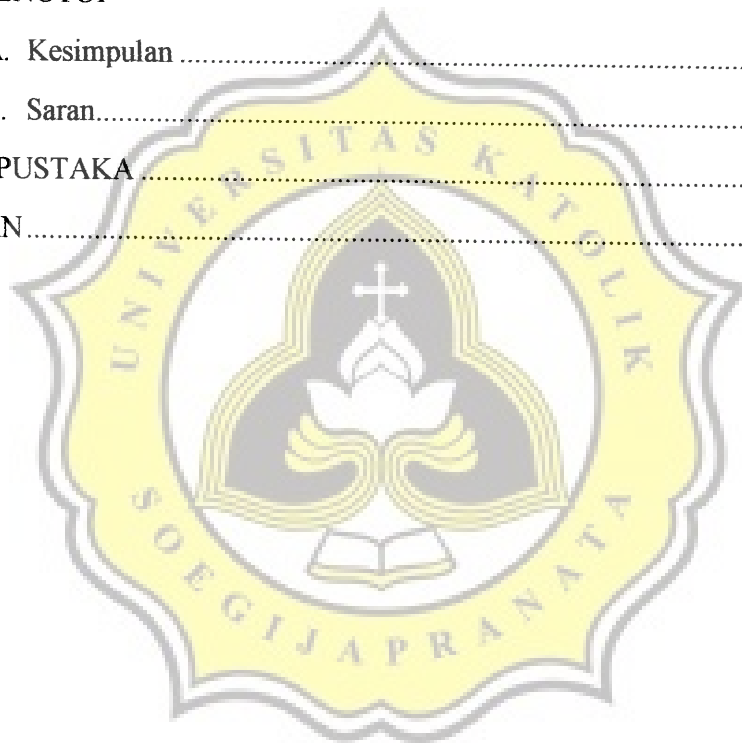 A. Kesimpulan ..........................................................
. Saran..........................................................
PUSTAKA ..........................................................
N..........................................................
UNIVERSITAS KATOLIK
SOEGIJAPRANATA